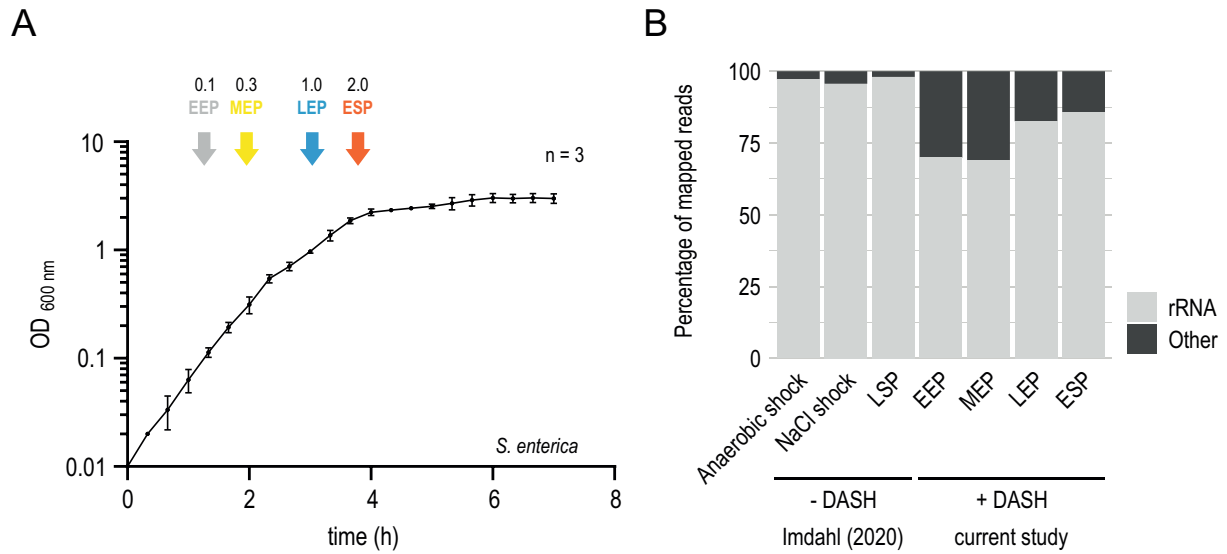 A
0.1 0.3 1.0 2.0
EEP MEP LEP ESP
n = 3
10
1
0.1
0.01
OD 600 nm
S. enterica
0 2 4 6 8
time (h)
B
100
75
50
25
0
Percentage of mapped reads
rRNA
Other
Anaerobic shock
NaCl shock
LSP
EEP
MEP
LEP
ESP
- DASH
Imdahl (2020)
+ DASH
current study